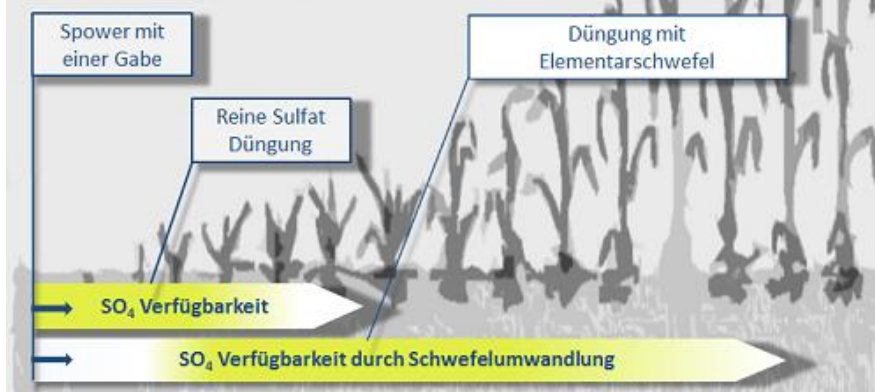 Spower mit
einer Gabe
Düngung mit
Elementarschwefel
Reine Sulfat
Düngung
SO₄ Verfügbarkeit
SO₄ Verfügbarkeit durch Schwefelumwandlung